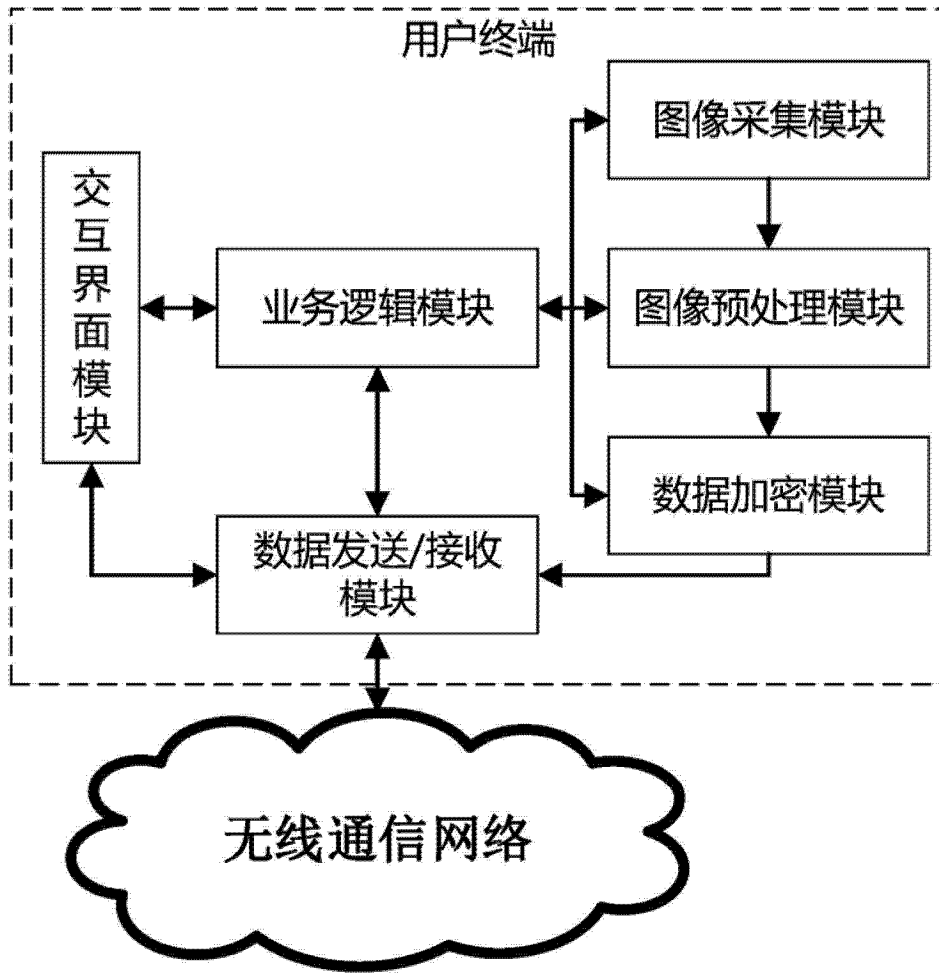 用户终端
图像采集模块
交互界面模块
业务逻辑模块
图像预处理模块
数据加密模块
数据发送/接收
模块
无线通信网络